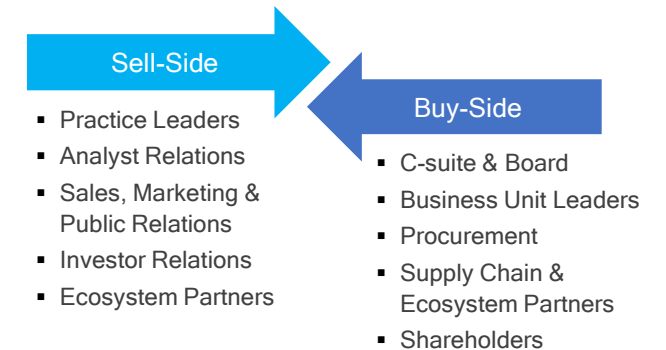 Sell-Side
▪ Practice Leaders
▪ Analyst Relations
▪ Sales, Marketing &
Public Relations
▪ Investor Relations
▪ Ecosystem Partners
Buy-Side
▪ C-suite & Board
▪ Business Unit Leaders
▪ Procurement
▪ Supply Chain &
Ecosystem Partners
▪ Shareholders